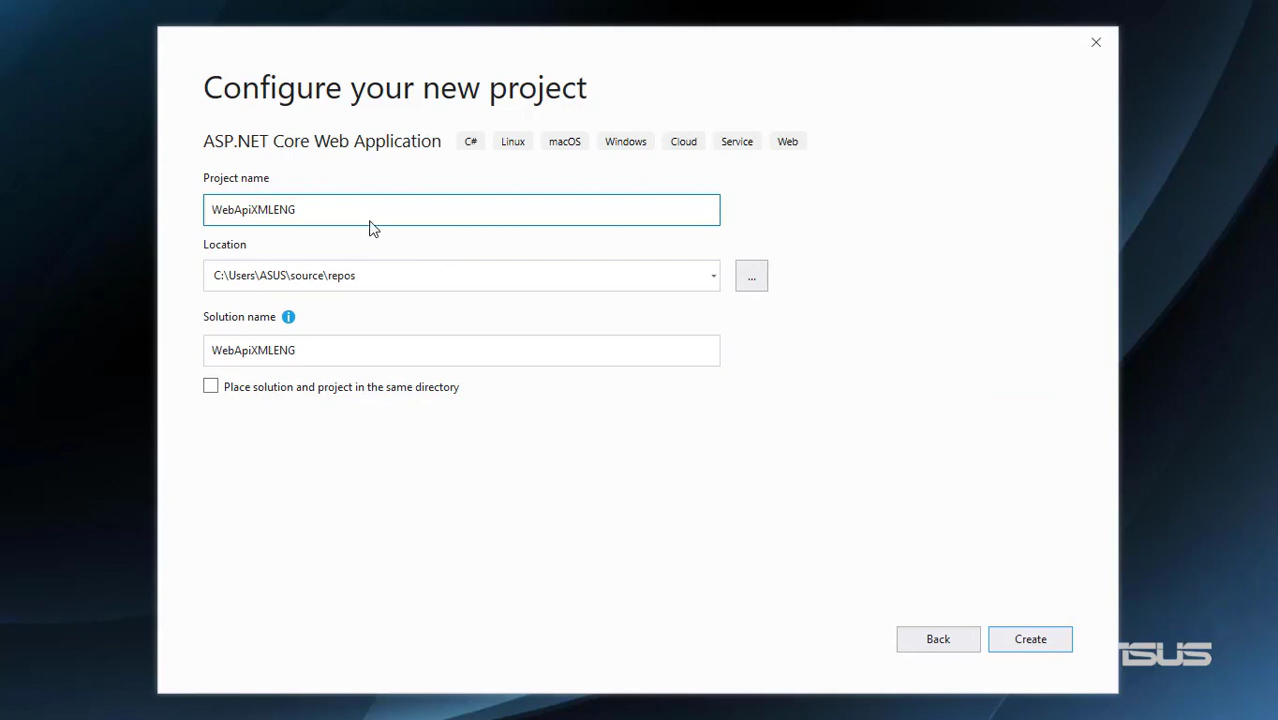 Configure your new project
ASP.NET Core Web Application C# Linux macOS Windows Cloud Service Web
Project name
WebApiXMLENG
Location
C:\Users\ASUS\source\repos
...
Solution name
WebApiXMLENG
Place solution and project in the same directory
Back Create
ASUS